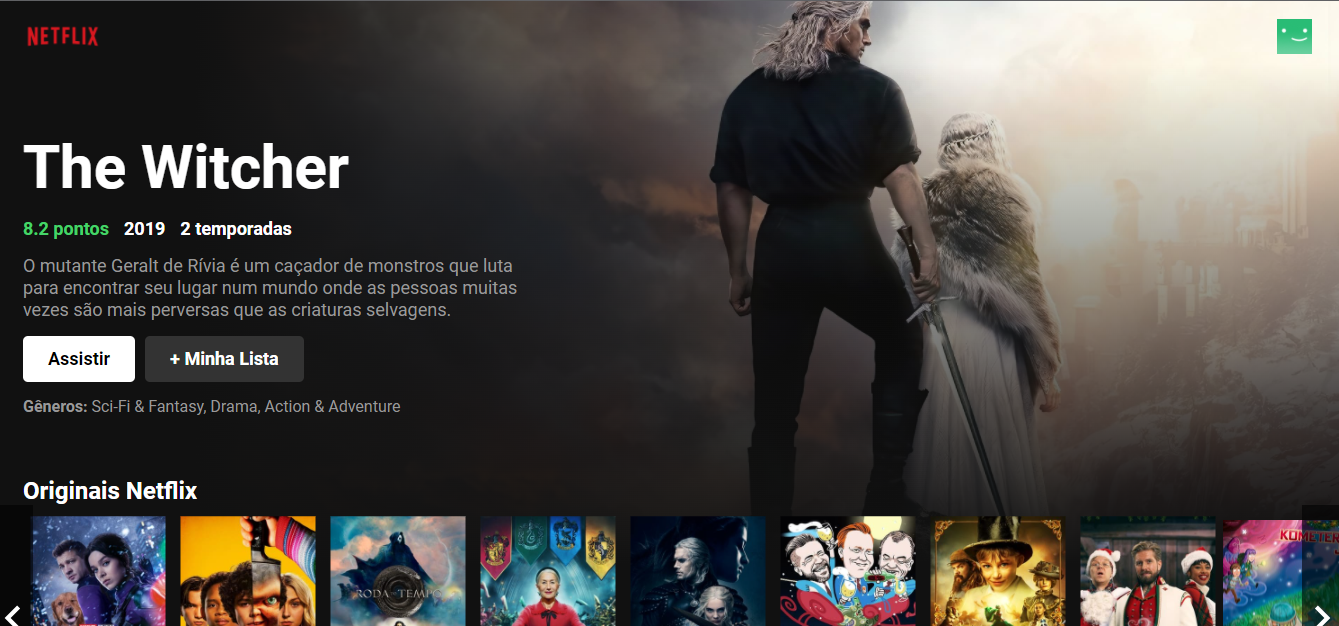 NETFLIX
The Witcher
8.2 pontos 2019 2 temporadas
O mutante Geralt de Rívia é um caçador de monstros que luta
para encontrar seu lugar num mundo onde as pessoas muitas
vezes são mais perversas que as criaturas selvagens.
Assistir + Minha Lista
Gêneros: Sci-Fi & Fantasy, Drama, Action & Adventure
Originais Netflix
RODA DO TEMPO